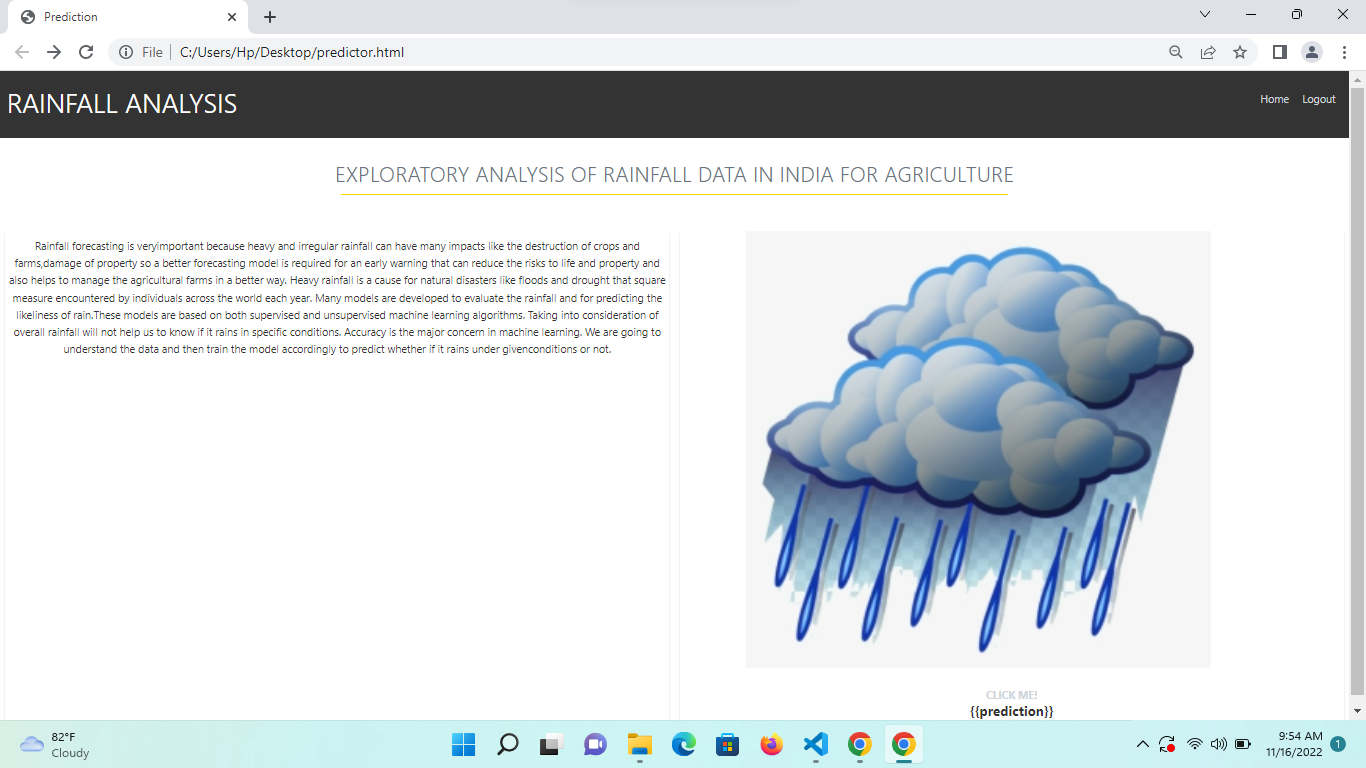 Prediction
File
C:/Users/Hp/Desktop/predictor.html
RAINFALL ANALYSIS
Home Logout
EXPLORATORY ANALYSIS OF RAINFALL DATA IN INDIA FOR AGRICULTURE
Rainfall forecasting is veryimportant because heavy and irregular rainfall can have many impacts like the destruction of crops and
farms,damage of property so a better forecasting model is required for an early warning that can reduce the risks to life and property and
also helps to manage the agricultural farms in a better way. Heavy rainfall is a cause for natural disasters like floods and drought that square
measure encountered by individuals across the world each year. Many models are developed to evaluate the rainfall and for predicting the
likeliness of rain.These models are based on both supervised and unsupervised machine learning algorithms. Taking into consideration of
overall rainfall will not help us to know if it rains in specific conditions. Accuracy is the major concern in machine learning. We are going to
understand the data and then train the model accordingly to predict whether if it rains under givenconditions or not.
CLICK ME!
{{prediction}}
82°F
Cloudy
9:54 AM
11/16/2022
1